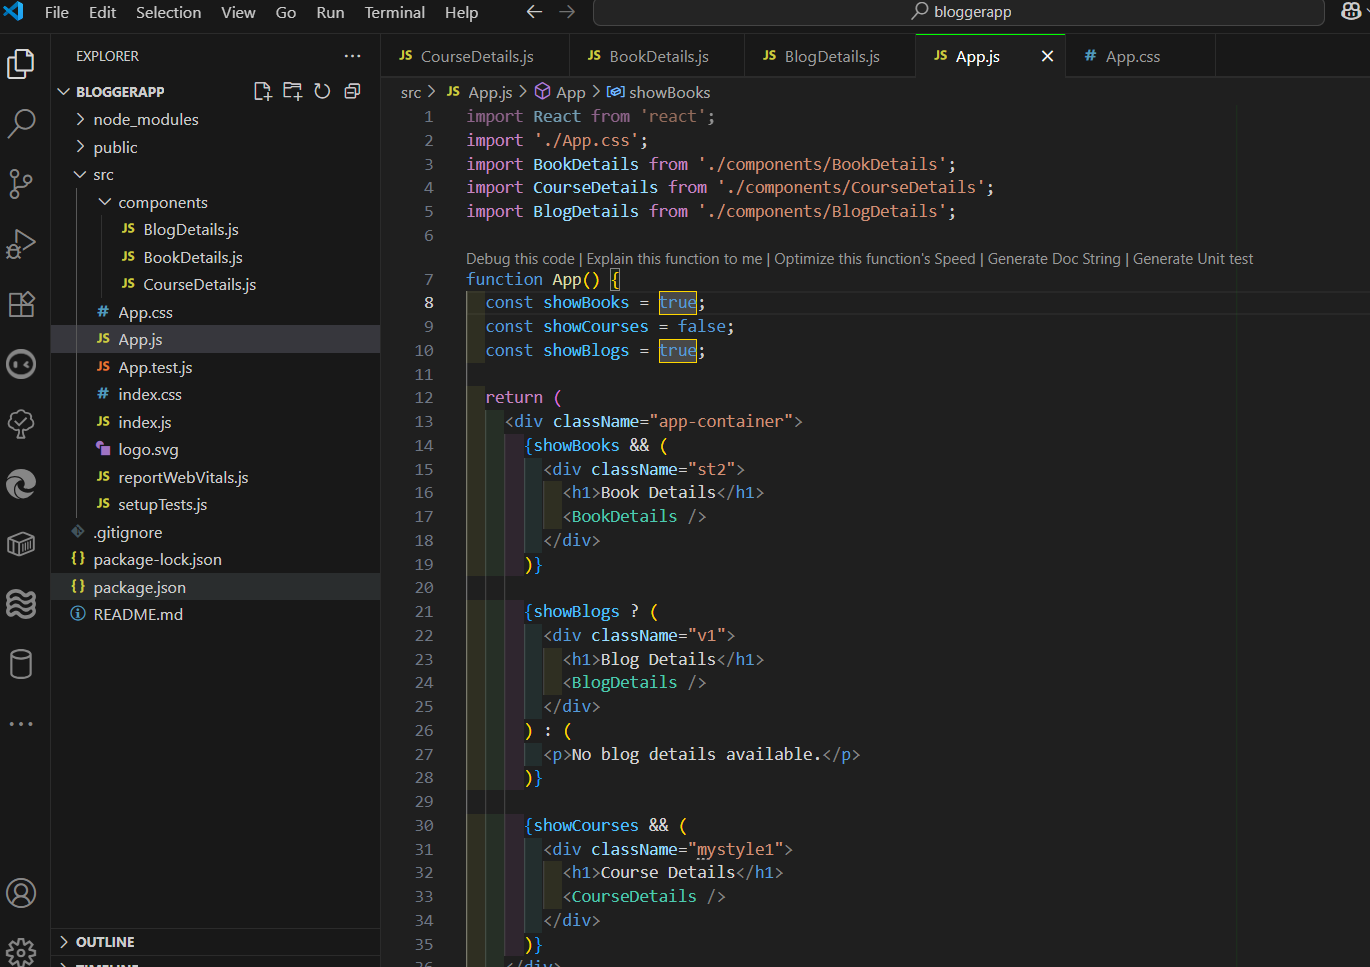 File Edit Selection View Go Run Terminal Help
bloggerapp
EXPLORER
BLOGGERAPP
node_modules
public
src
components
JS BlogDetails.js
JS BookDetails.js
JS CourseDetails.js
# App.css
JS App.js
JS App.test.js
# index.css
JS index.js
logo.svg
JS reportWebVitals.js
JS setupTests.js
.gitignore
{} package-lock.json
{} package.json
README.md
OUTLINE
TIMELINE
JS CourseDetails.js
JS BookDetails.js
JS BlogDetails.js
JS App.js
# App.css
src > JS App.js > App > showBooks
1 import React from 'react';
2 import './App.css';
3 import BookDetails from './components/BookDetails';
4 import CourseDetails from './components/CourseDetails';
5 import BlogDetails from './components/BlogDetails';
6
Debug this code | Explain this function to me | Optimize this function's Speed | Generate Doc String | Generate Unit test
7 function App() {
8 const showBooks = true;
9 const showCourses = false;
10 const showBlogs = true;
11
12 return (
13 <div className="app-container">
14 {showBooks && (
15 <div className="st2">
16 <h1>Book Details</h1>
17 <BookDetails />
18 </div>
19 )}
20
21 {showBlogs ? (
22 <div className="v1">
23 <h1>Blog Details</h1>
24 <BlogDetails />
25 </div>
26 ) : (
27 <p>No blog details available.</p>
28 )}
29
30 {showCourses && (
31 <div className="mystyle1">
32 <h1>Course Details</h1>
33 <CourseDetails />
34 </div>
35 )}
36 </div>